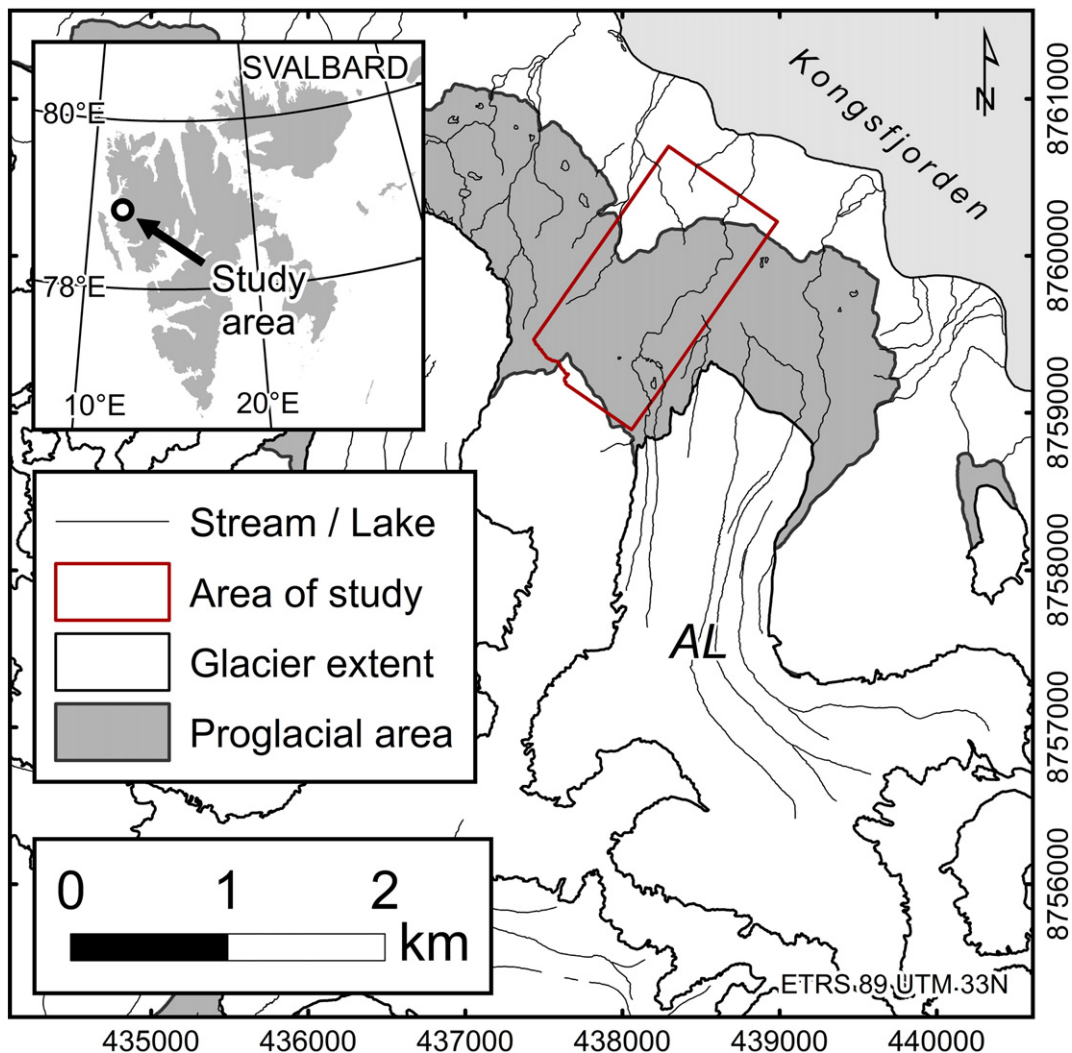 SVALBARD
80°E
78°E
Study
area
10°E
20°E
Kongsfjorden
N
Stream / Lake
Area of study
Glacier extent
Proglacial area
AL
0 1 2
km
ETRS 89 UTM 33N
8761000
8760000
8759000
8758000
8757000
8756000
435000 436000 437000 438000 439000 440000